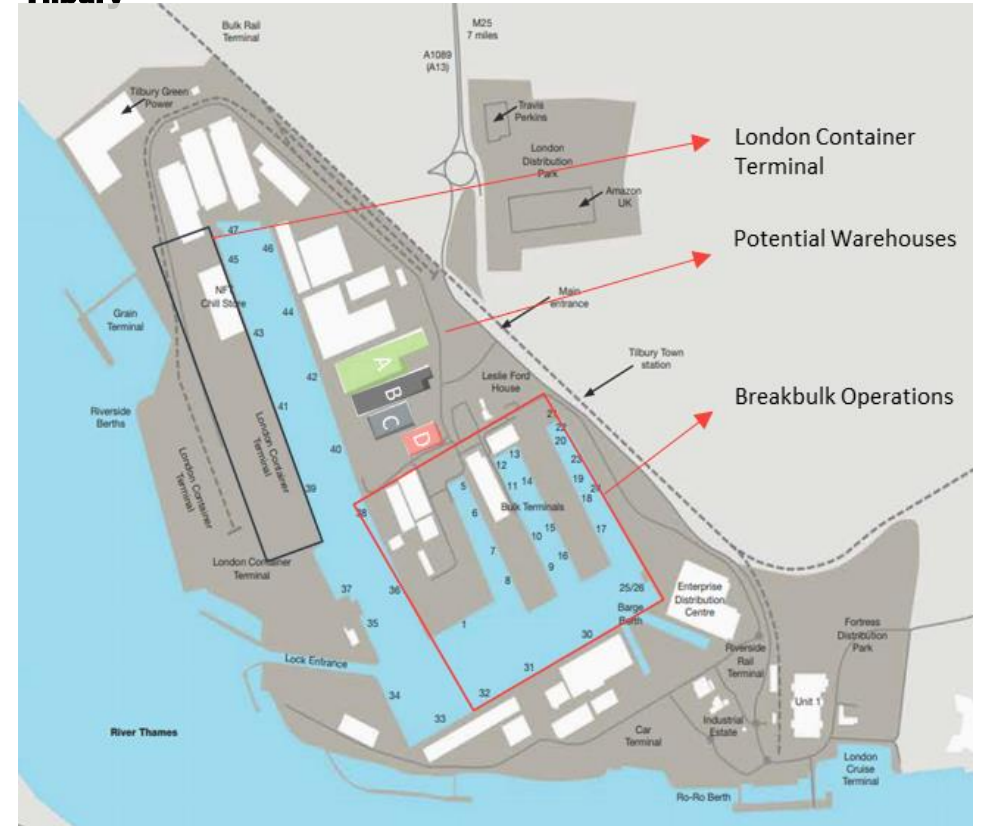 Tilbury
Bulk Rail
Terminal
M25
7 miles
A1089
(A13)
Tilbury Green
Power
Travis
Perkins
London
Distribution
Park
Amazon
UK
London Container
Terminal
Potential Warehouses
47
46
45
NFT
Chill Store
44
43
Main
entrance
Grain
Terminal
Tilbury Town
station
A
B
C
D
Leslie Ford
House
42
41
40
39
38
Riverside
Berths
London Container
Terminal
London Container
Terminal
Breakbulk Operations
21
22
20
13
12
23
5
11
14
19
24
18
6
Bulk Terminals
17
15
10
7
16
9
8
London Container
Terminal
37
36
35
25/26
Barge
Berth
Enterprise
Distribution
Centre
1
30
Fortress
Distribution
Park
Lock Entrance
31
Riverside
Rail
Terminal
34
32
33
Unit 1
River Thames
Car
Terminal
Industrial
Estate
London
Cruise
Terminal
Ro-Ro Berth